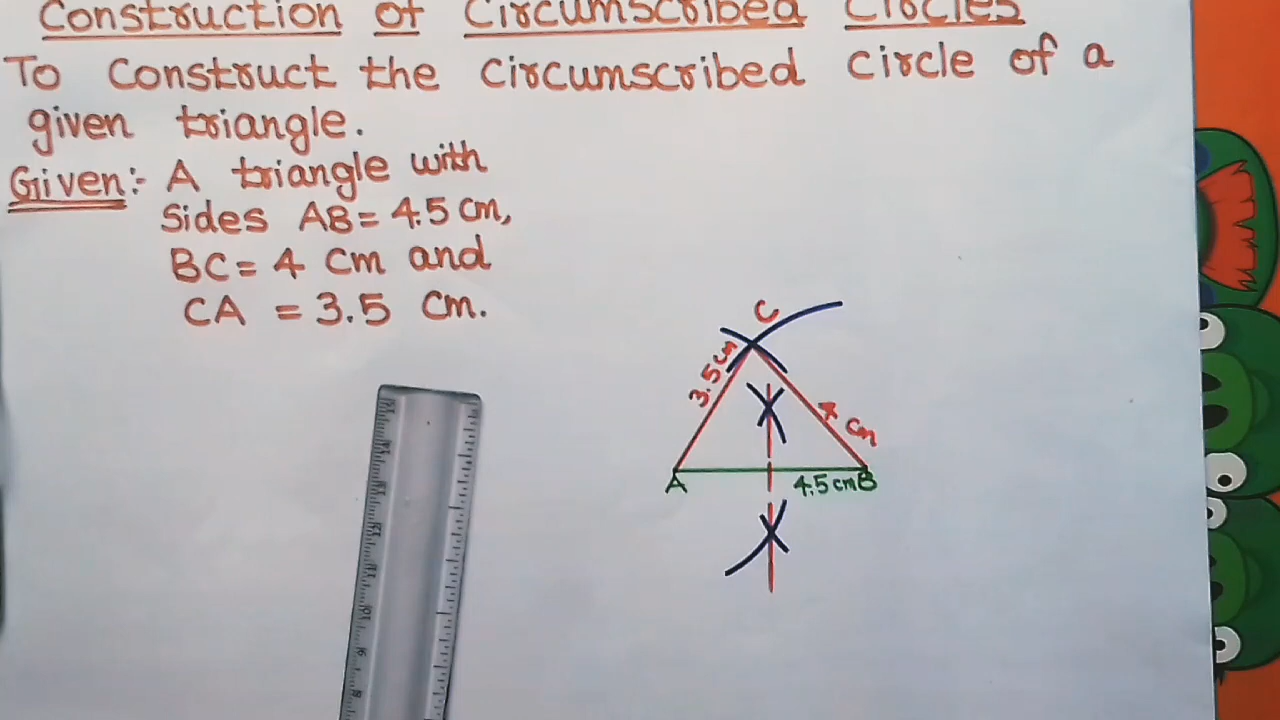 Construction of Circumscribed Circles
To Construct the Circumscribed Circle of a
given triangle.
Given:- A triangle with
Sides AB = 4.5 cm,
BC = 4 Cm and
CA = 3.5 Cm.
C
3.5 cm
4 cm
A
4.5 cm B